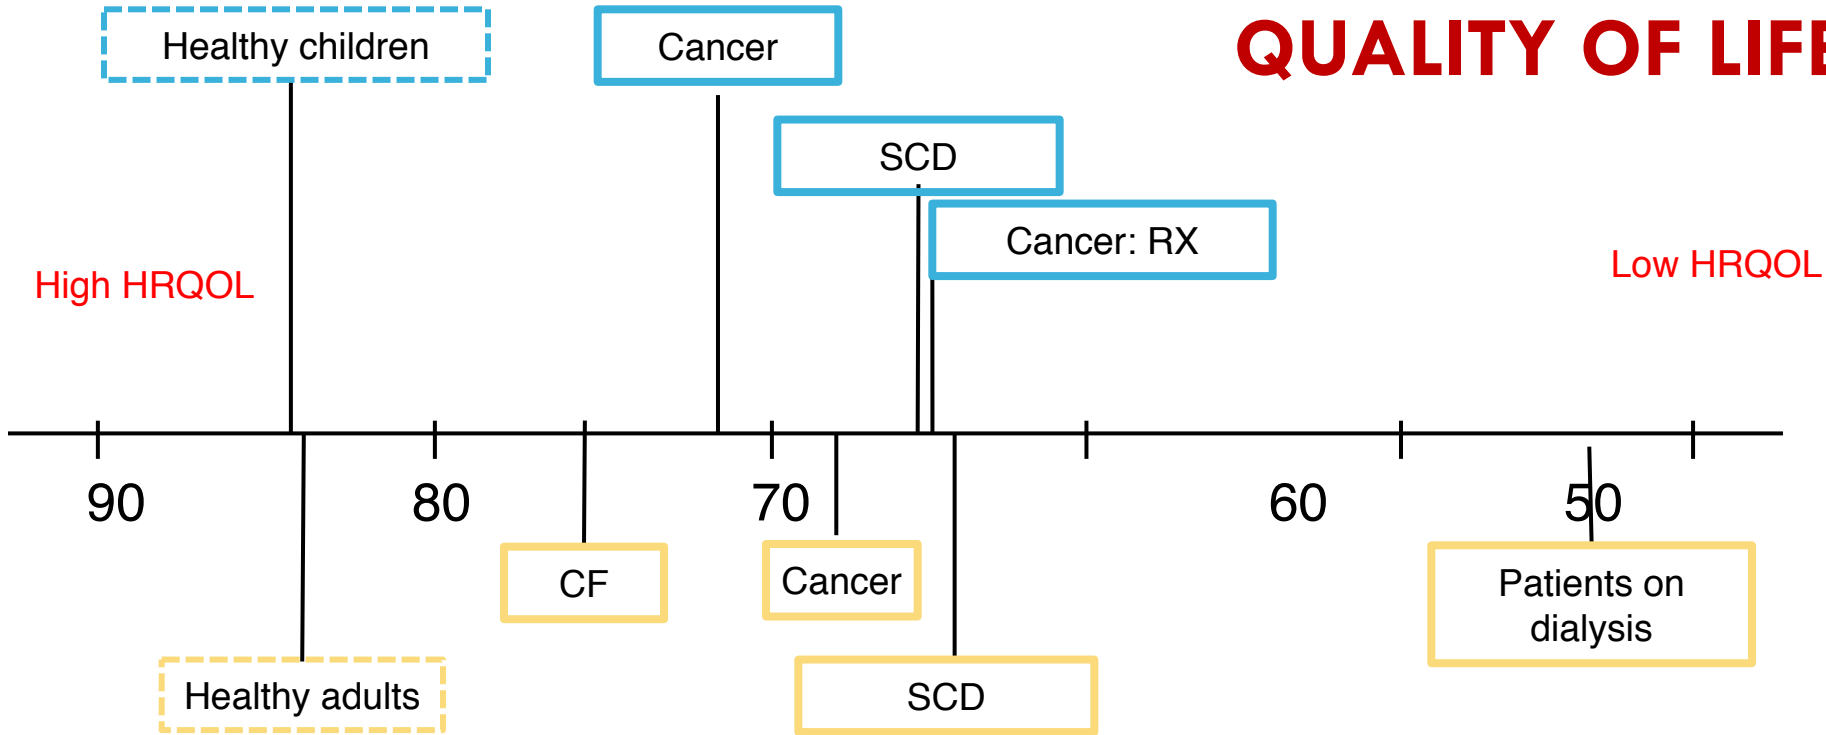 QUALITY OF LIFE
Healthy children
Cancer
SCD
Cancer: RX
High HRQOL
Low HRQOL
90 80 70 60 50
CF
Cancer
Patients on
dialysis
Healthy adults
SCD